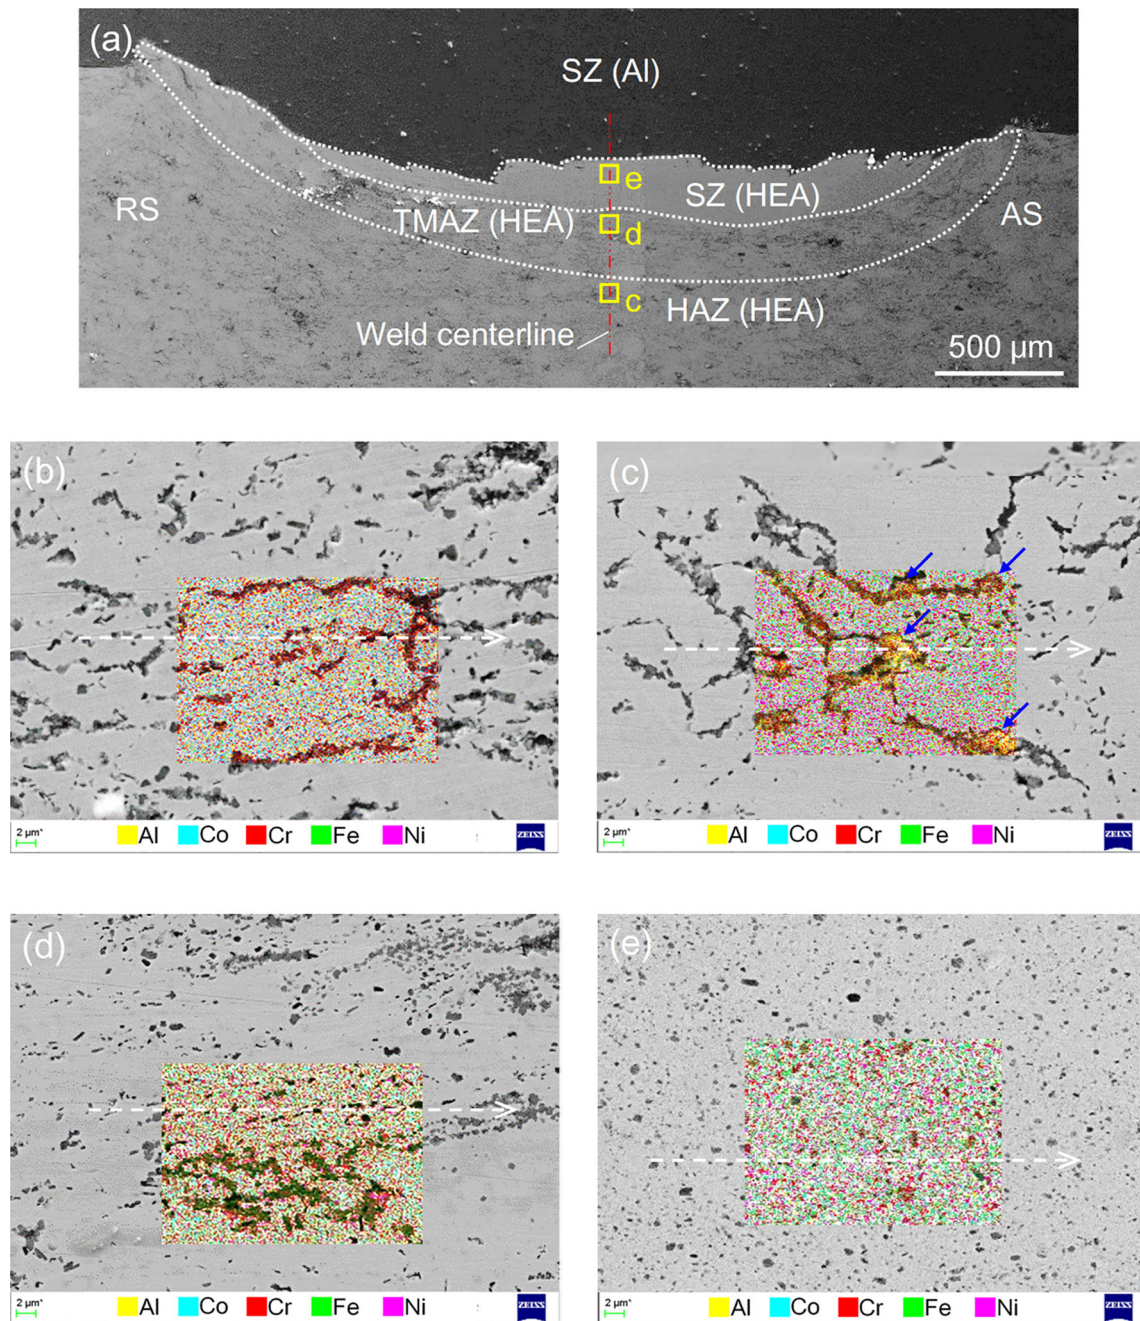 (a)
SZ (Al)
e
SZ (HEA)
RS
TMAZ (HEA)
d
AS
c
HAZ (HEA)
Weld centerline
500 µm
(b)
2 µm*
Al Co Cr Fe Ni
ZEISS
(c)
2 µm*
Al Co Cr Fe Ni
ZEISS
(d)
2 µm*
Al Co Cr Fe Ni
ZEISS
(e)
2 µm*
Al Co Cr Fe Ni
ZEISS